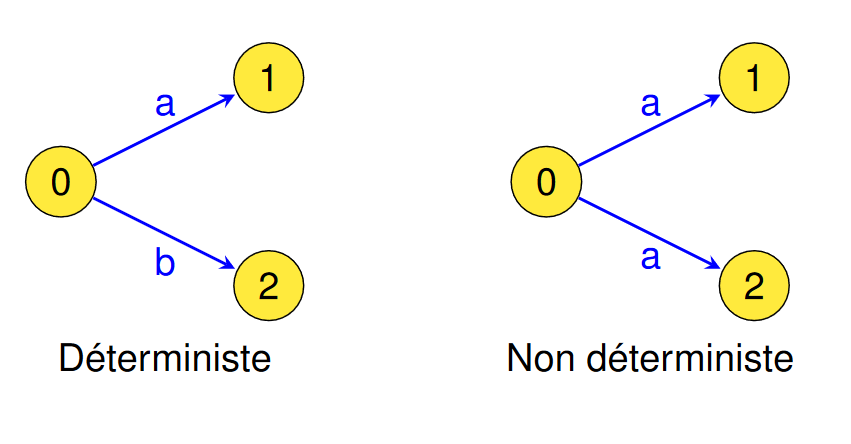 1
a
0
b
2
Déterministe
1
a
0
a
2
Non déterministe